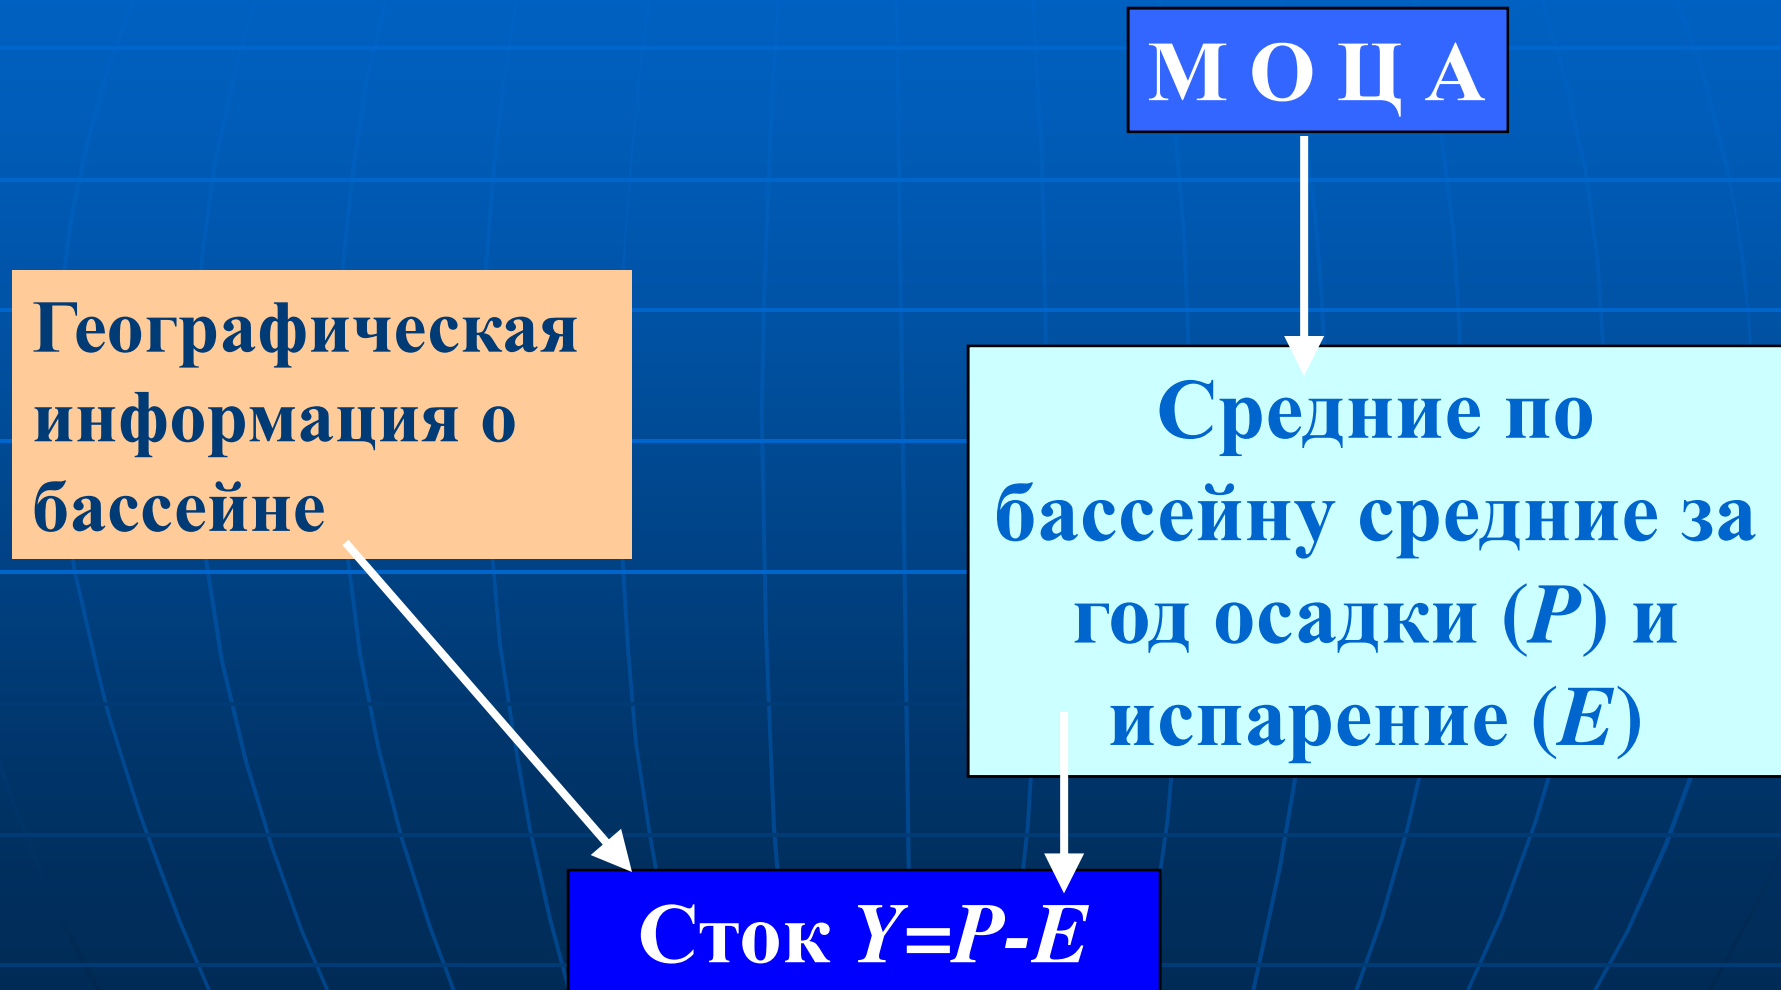 М О Ц А
Географическая
информация о
бассейне
Средние по
бассейну средние за
год осадки (P) и
испарение (E)
Сток Y=P-E